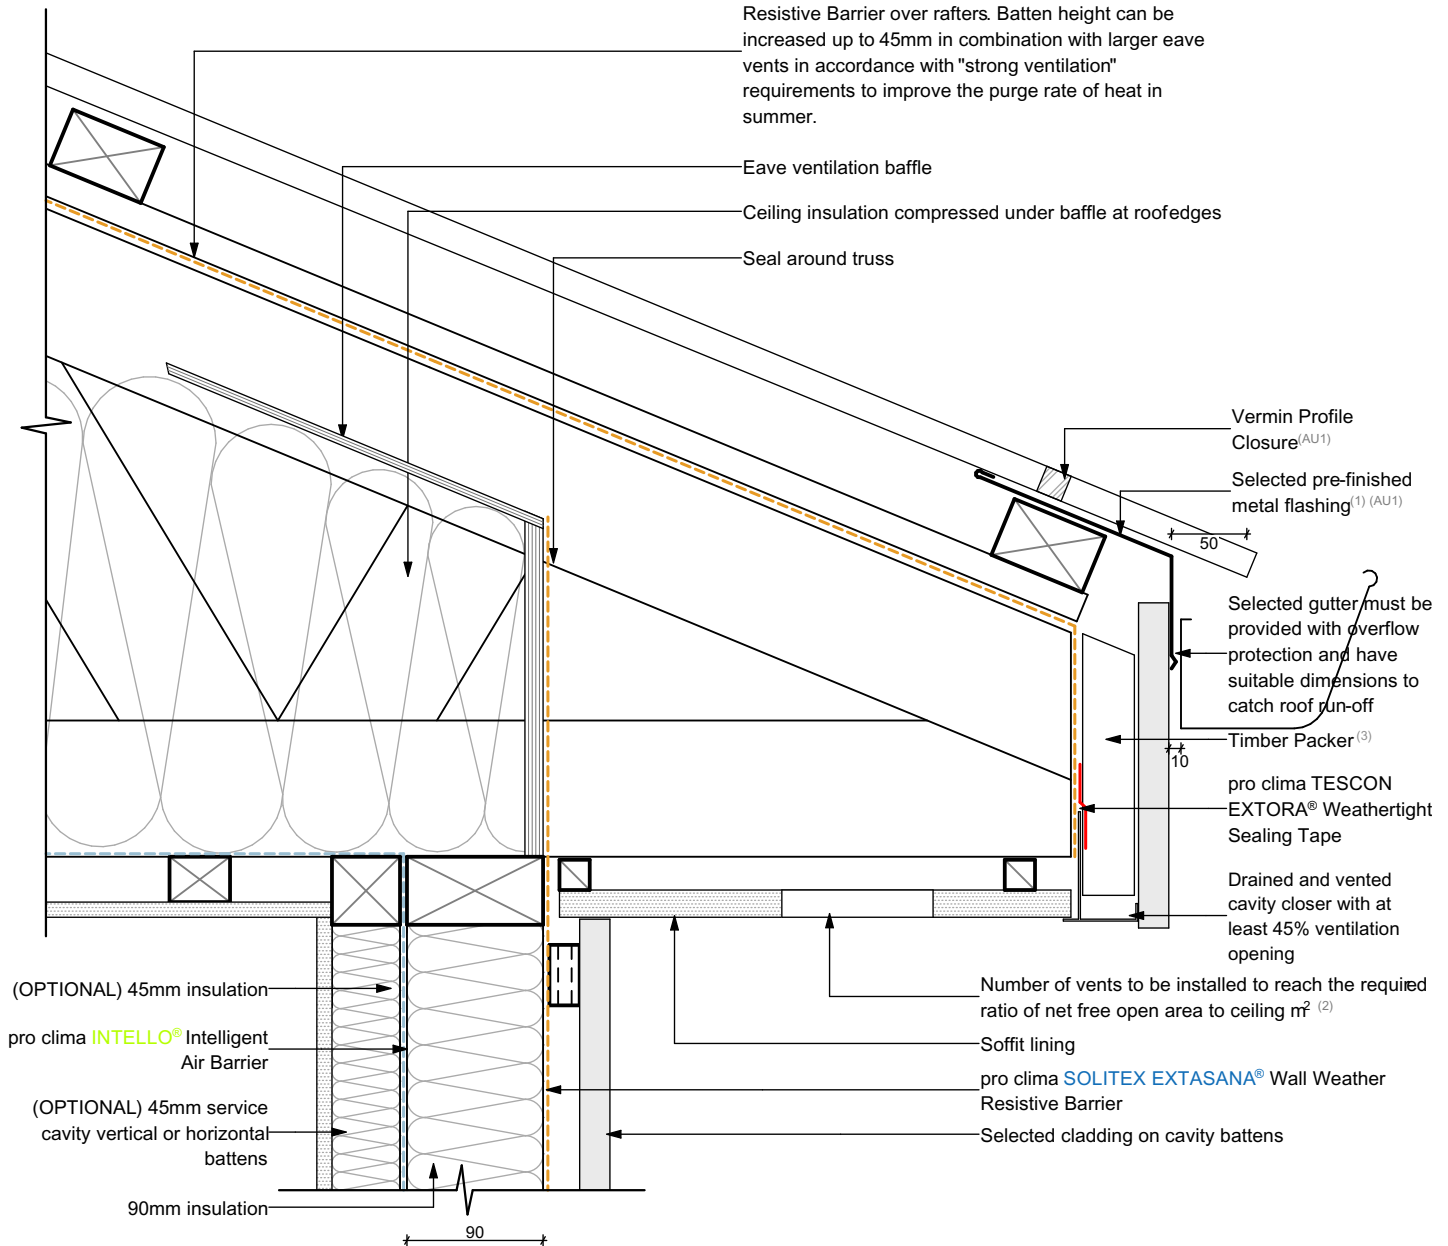 Resistive Barrier over rafters. Batten height can be
increased up to 45mm in combination with larger eave
vents in accordance with "strong ventilation"
requirements to improve the purge rate of heat in
summer.
Eave ventilation baffle
Ceiling insulation compressed under baffle at roof edges
Seal around truss
Vermin Profile
Closure(AU1)
Selected pre-finished
metal flashing(1) (AU1)
50
Selected gutter must be
provided with overflow
protection and have
suitable dimensions to
catch roof run-off
Timber Packer (3)
10
pro clima TESCON
EXTORA® Weathertight
Sealing Tape
Drained and vented
cavity closer with at
least 45% ventilation
opening
Number of vents to be installed to reach the required
ratio of net free open area to ceiling m² (2)
Soffit lining
pro clima SOLITEX EXTASANA® Wall Weather
Resistive Barrier
Selected cladding on cavity battens
(OPTIONAL) 45mm insulation
pro clima INTELLO® Intelligent
Air Barrier
(OPTIONAL) 45mm service
cavity vertical or horizontal
battens
90mm insulation
90